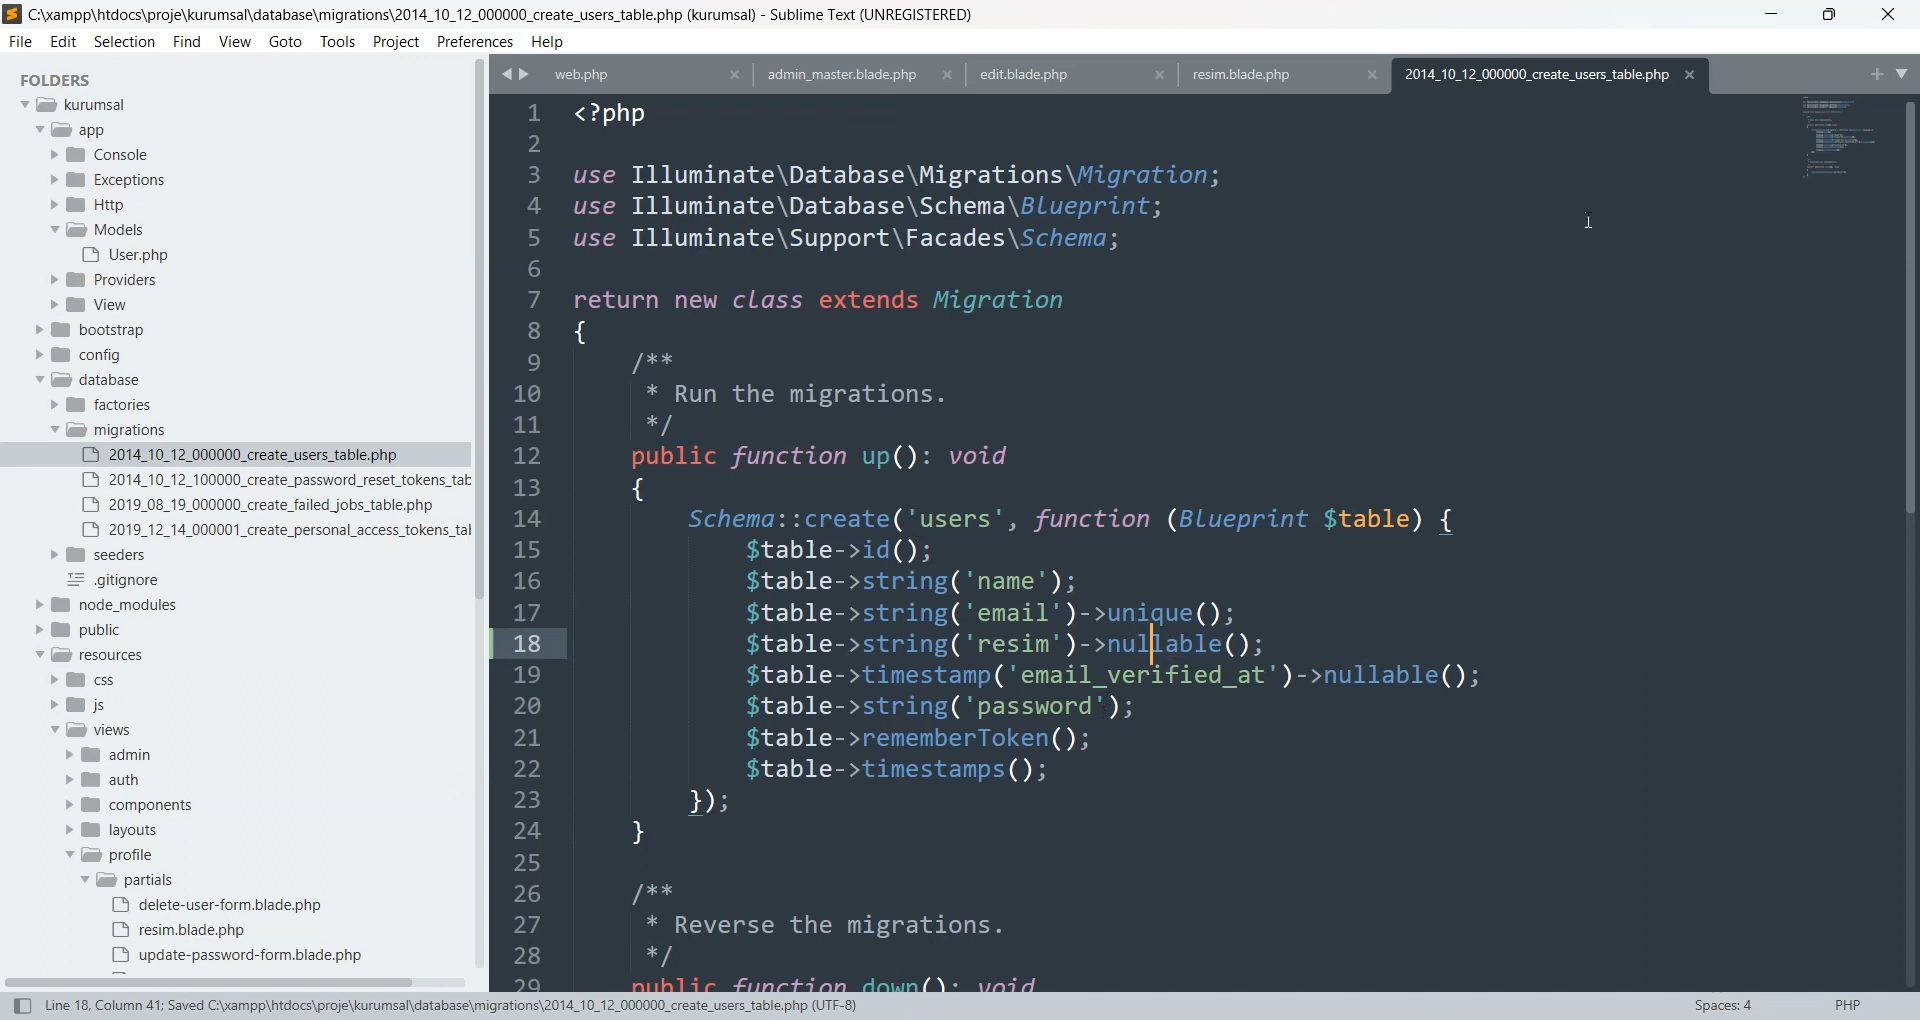 C:\xampp\htdocs\proje\kurumsal\database\migrations\2014_10_12_000000_create_users_table.php (kurumsal) - Sublime Text (UNREGISTERED)
File Edit Selection Find View Goto Tools Project Preferences Help
FOLDERS
kurumsal
app
Console
Exceptions
Http
Models
User.php
Providers
View
bootstrap
config
database
factories
migrations
2014_10_12_000000_create_users_table.php
2014_10_12_100000_create_password_reset_tokens_tab
2019_08_19_000000_create_failed_jobs_table.php
2019_12_14_000001_create_personal_access_tokens_tal
seeders
.gitignore
node_modules
public
resources
css
js
views
admin
auth
components
layouts
profile
partials
delete-user-form.blade.php
resim.blade.php
update-password-form.blade.php
web.php admin_master.blade.php edit.blade.php resim.blade.php 2014_10_12_000000_create_users_table.php
1 <?php
2
3 use Illuminate\Database\Migrations\Migration;
4 use Illuminate\Database\Schema\Blueprint;
5 use Illuminate\Support\Facades\Schema;
6
7 return new class extends Migration
8 {
9 /**
10 * Run the migrations.
11 */
12 public function up(): void
13 {
14 Schema::create('users', function (Blueprint $table) {
15 $table->id();
16 $table->string('name');
17 $table->string('email')->unique();
18 $table->string('resim')->nullable();
19 $table->timestamp('email_verified_at')->nullable();
20 $table->string('password');
21 $table->rememberToken();
22 $table->timestamps();
23 });
24 }
25
26 /**
27 * Reverse the migrations.
28 */
29 public function down(): void
Line 18, Column 41; Saved C:\xampp\htdocs\proje\kurumsal\database\migrations\2014_10_12_000000_create_users_table.php (UTF-8) Spaces: 4 PHP